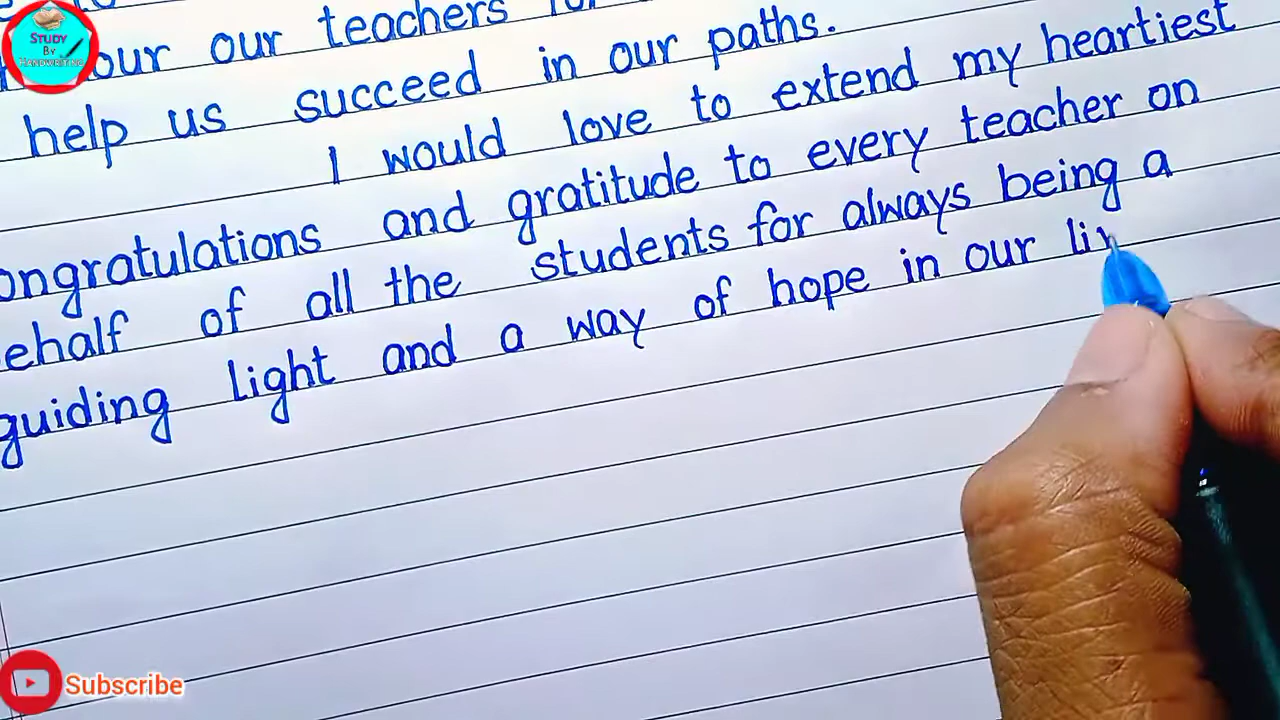 STUDY
By
HANDWRITING
our our teachers
help us succeed in our paths.
I would love to extend my heartiest
ongratulations and gratitude to every teacher on
ehalf of all the students for always being a
guiding light and a way of hope in our liv
Subscribe